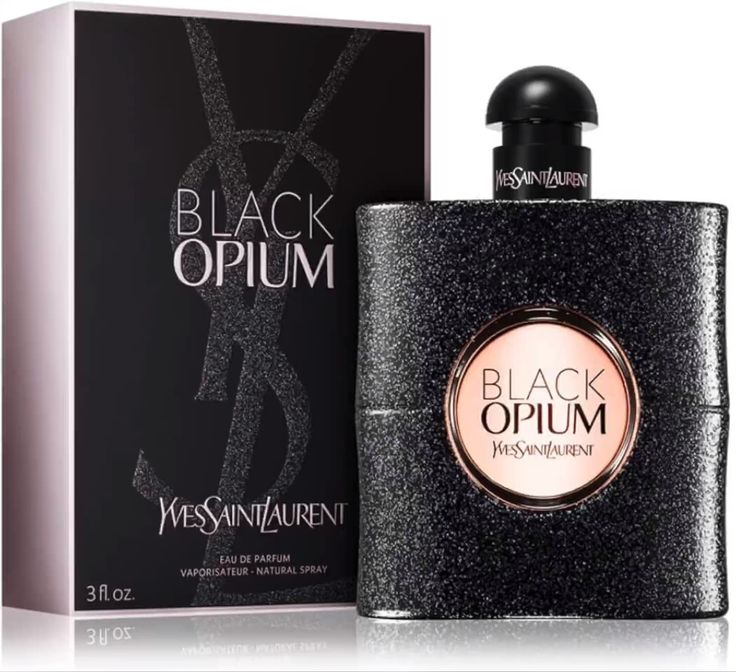 BLACK
OPIUM
YVESSAINTLAURENT
EAU DE PARFUM
VAPORISATEUR - NATURAL SPRAY
3 fl. oz.
YVESSAINTLAURENT
BLACK
OPIUM
YVESSAINTLAURENT